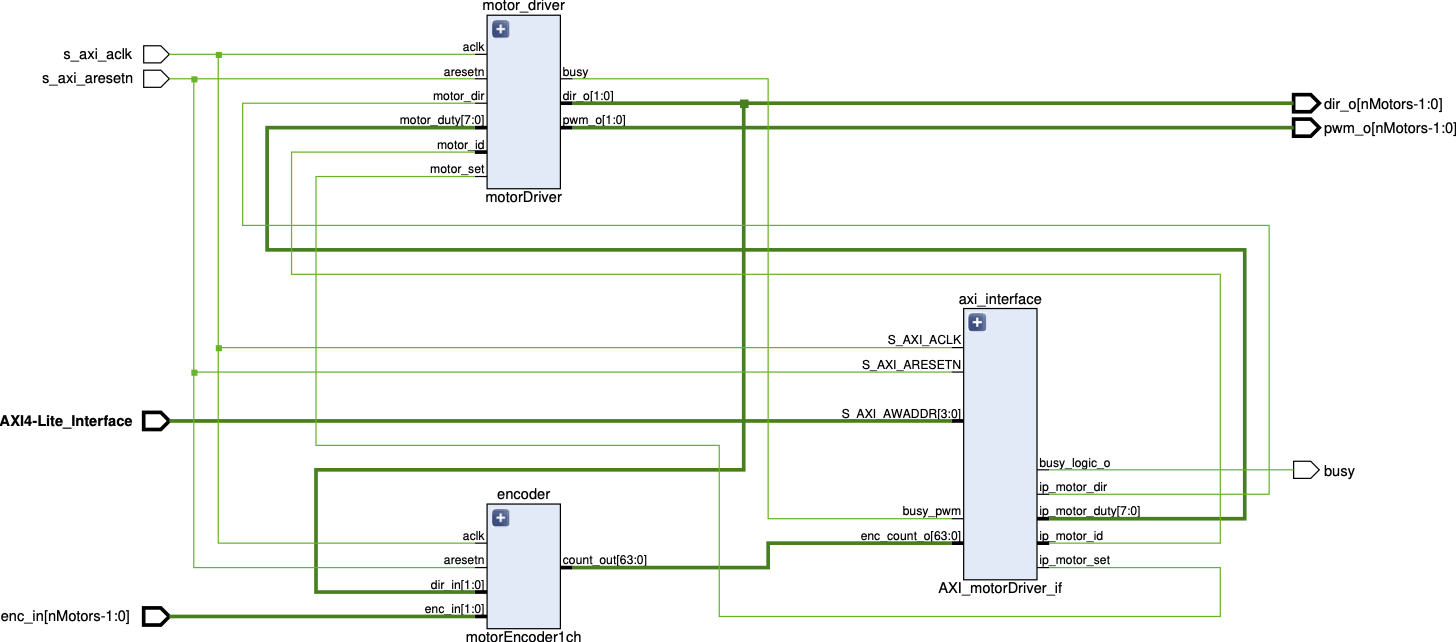 motor_driver
s_axi_aclk
s_axi_aresetn
aclk
aresetn
motor_dir
motor_duty[7:0]
motor_id
motor_set
busy
dir_o[1:0]
pwm_o[1:0]
motorDriver
dir_o[nMotors-1:0]
pwm_o[nMotors-1:0]
axi_interface
S_AXI_ACLK
S_AXI_ARESETN
AXI4-Lite_Interface
S_AXI_AWADDR[3:0]
busy_pwm
enc_count_o[63:0]
busy_logic_o
ip_motor_dir
ip_motor_duty[7:0]
ip_motor_id
ip_motor_set
AXI_motorDriver_if
busy
encoder
aclk
aresetn
dir_in[1:0]
enc_in[1:0]
count_out[63:0]
motorEncoder1ch
enc_in[nMotors-1:0]